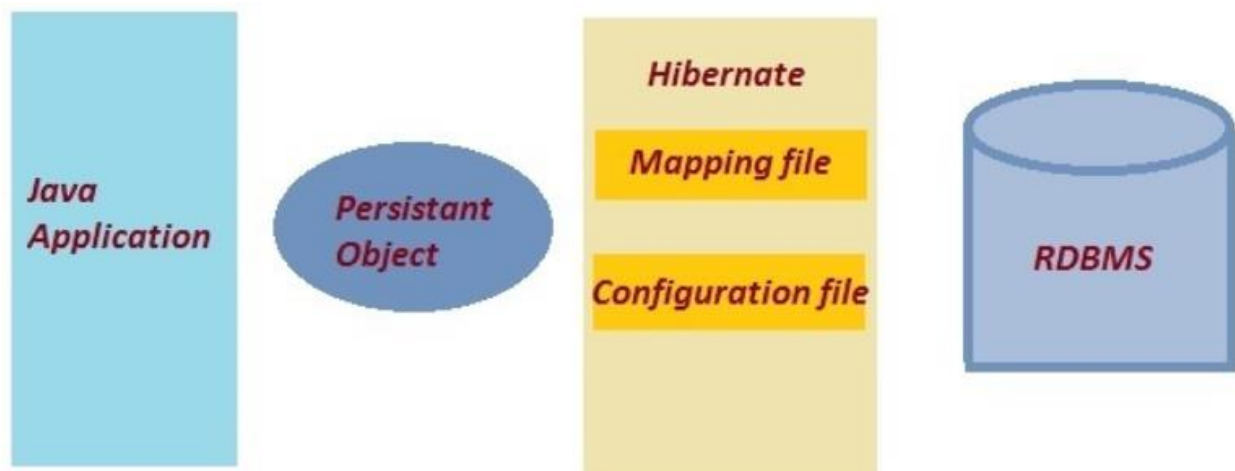 Java
Application
Persistant
Object
Hibernate
Mapping file
Configuration file
RDBMS